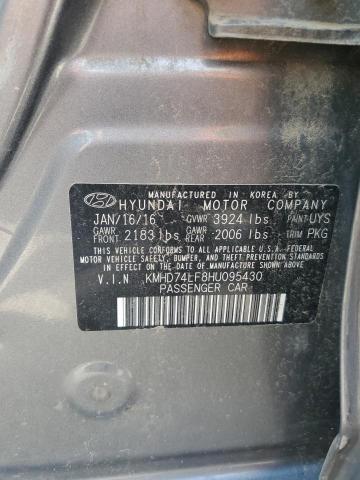 MANUFACTURED IN KOREA BY
HYUNDAI MOTOR COMPANY
JAN/16/16 GVWR 3924 lbs PAINT UYS
GAWR FRONT 2183 lbs GAWR REAR 2006 lbs TRIM PKG
THIS VEHICLE CONFORMS TO ALL APPLICABLE U.S.A. FEDERAL
MOTOR VEHICLE SAFETY, BUMPER, AND THEFT PREVENTION
STANDARDS IN EFFECT ON THE DATE OF MANUFACTURE SHOWN ABOVE.
V.I.N KMHD74LF8HU095430
PASSENGER CAR